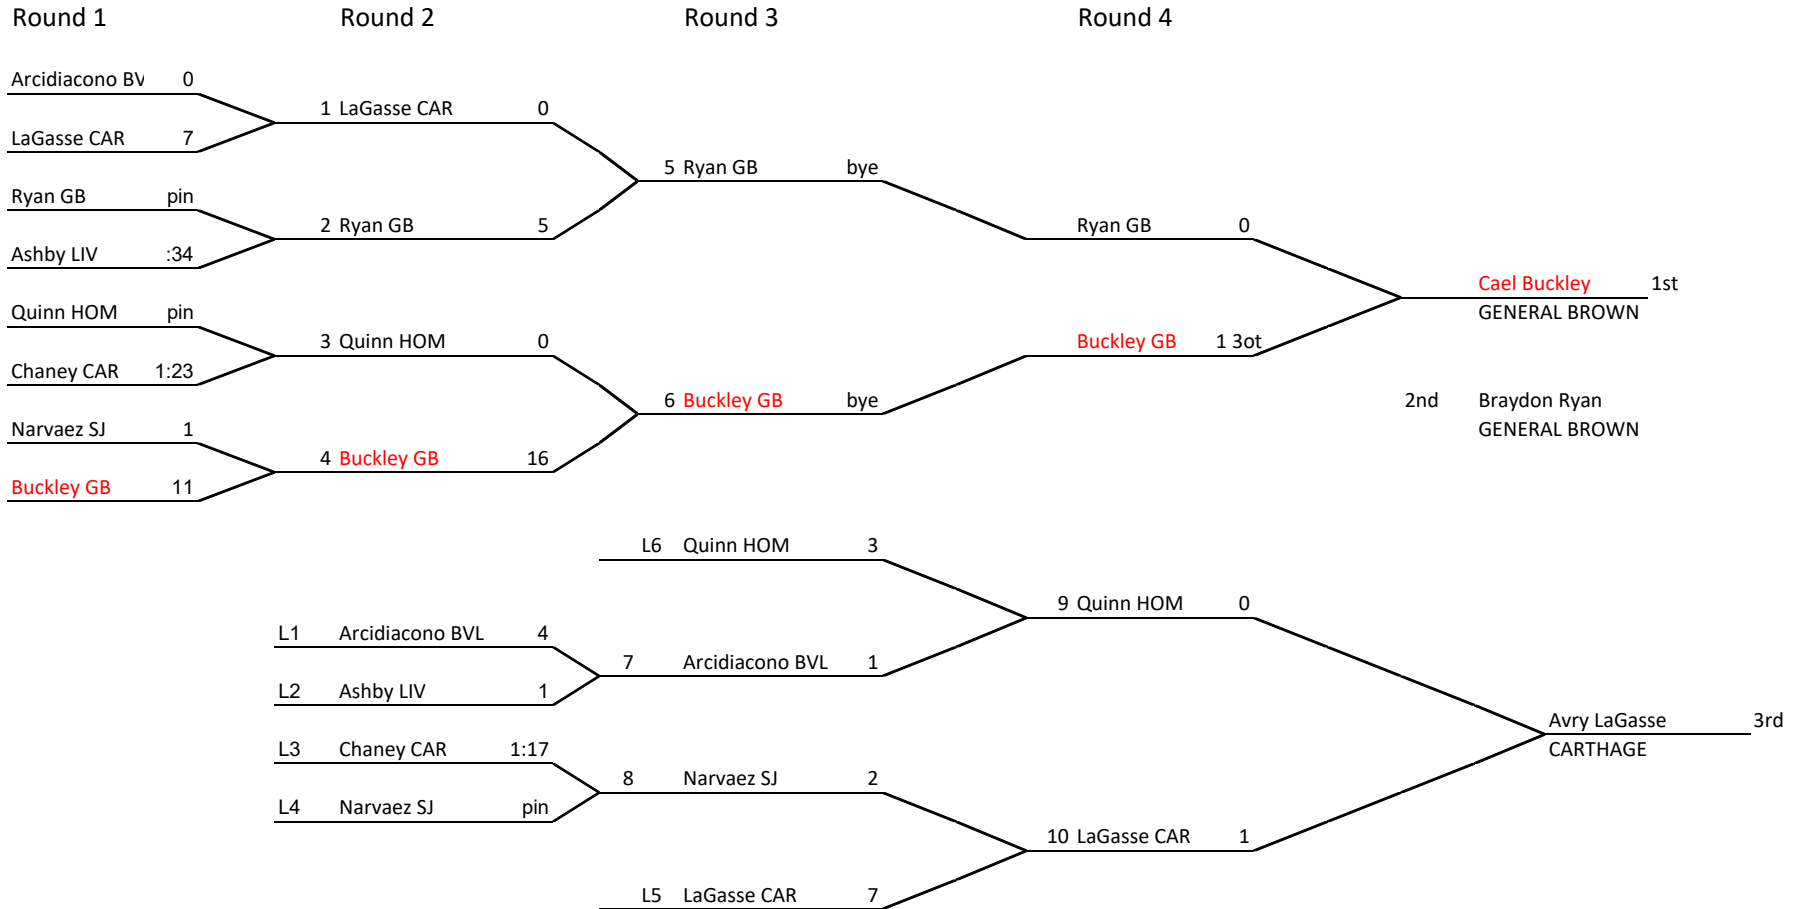 Round 1 Round 2 Round 3 Round 4
Arcidiacono BV 0
1 LaGasse CAR 0
LaGasse CAR 7
5 Ryan GB bye
Ryan GB pin
2 Ryan GB 5 Ryan GB 0
Ashby LIV :34
Cael Buckley 1st
Quinn HOM pin GENERAL BROWN
3 Quinn HOM 0 Buckley GB 1 3ot
Chaney CAR 1:23
6 Buckley GB bye 2nd Braydon Ryan
Narvaez SJ 1 GENERAL BROWN
4 Buckley GB 16
Buckley GB 11
L6 Quinn HOM 3
9 Quinn HOM 0
L1 Arcidiacono BVL 4
7 Arcidiacono BVL 1
L2 Ashby LIV 1
Avry LaGasse 3rd
L3 Chaney CAR 1:17 CARTHAGE
8 Narvaez SJ 2
L4 Narvaez SJ pin
10 LaGasse CAR 1
L5 LaGasse CAR 7